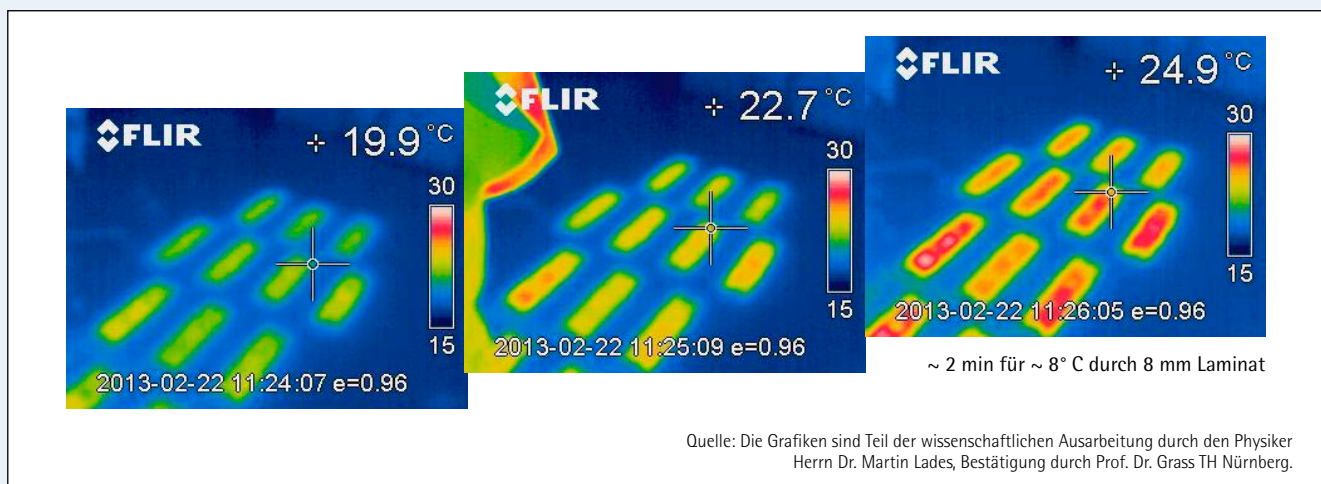 FLIR
19.9 °C
30
15
2013-02-22 11:24:07 e=0.96
FLIR
22.7 °C
30
15
2013-02-22 11:25:09 e=0.96
FLIR
24.9 °C
30
15
2013-02-22 11:26:05 e=0.96
~ 2 min für ~ 8° C durch 8 mm Laminat
Quelle: Die Grafiken sind Teil der wissenschaftlichen Ausarbeitung durch den Physiker
Herrn Dr. Martin Lades, Bestätigung durch Prof. Dr. Grass TH Nürnberg.